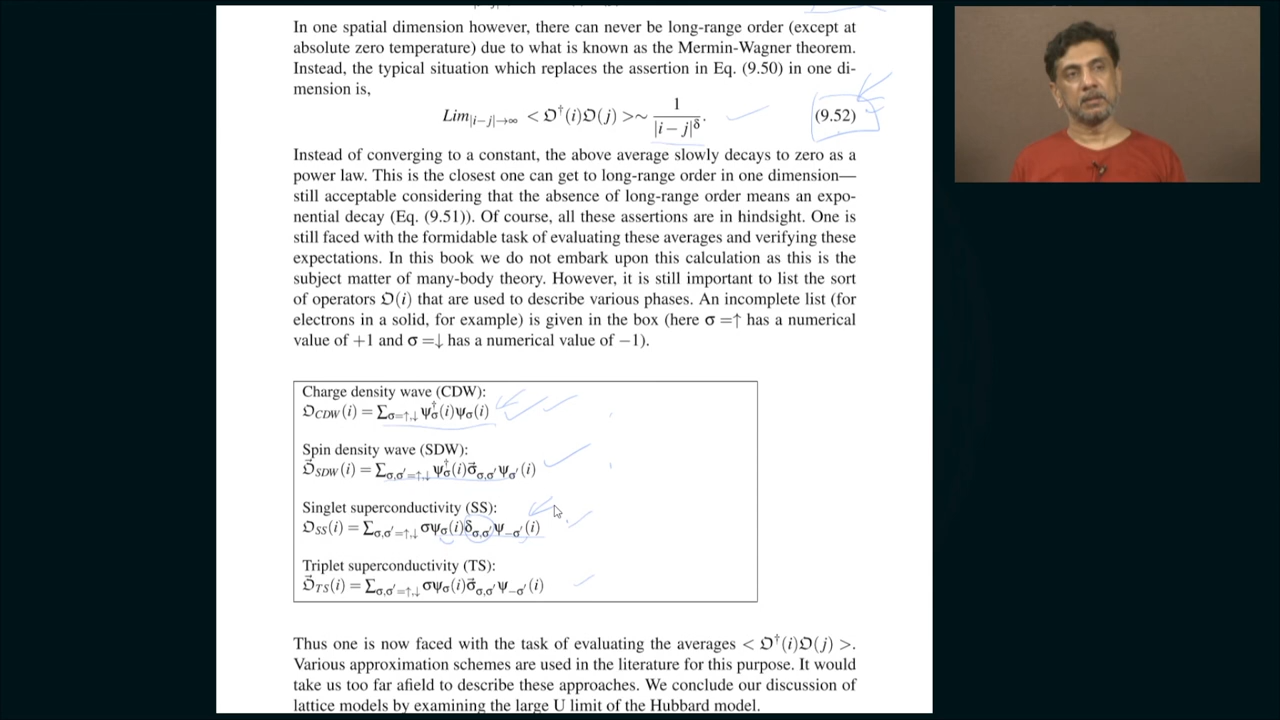 In one spatial dimension however, there can never be long-range order (except at
absolute zero temperature) due to what is known as the Mermin-Wagner theorem.
Instead, the typical situation which replaces the assertion in Eq. (9.50) in one di-
mension is,
Lim|i−j|→∞ < 𝔒†(i)𝔒(j) >∼ 1/|i − j|^δ. (9.52)
Instead of converging to a constant, the above average slowly decays to zero as a
power law. This is the closest one can get to long-range order in one dimension—
still acceptable considering that the absence of long-range order means an expo-
nential decay (Eq. (9.51)). Of course, all these assertions are in hindsight. One is
still faced with the formidable task of evaluating these averages and verifying these
expectations. In this book we do not embark upon this calculation as this is the
subject matter of many-body theory. However, it is still important to list the sort
of operators 𝔒(i) that are used to describe various phases. An incomplete list (for
electrons in a solid, for example) is given in the box (here σ =↑ has a numerical
value of +1 and σ =↓ has a numerical value of −1).
Charge density wave (CDW):
𝔒CDW(i) = ∑σ=↑,↓ ψ†σ(i)ψσ(i)
Spin density wave (SDW):
𝔒⃗SDW(i) = ∑σ,σ′=↑,↓ ψ†σ(i)σ⃗σ,σ′ψσ′(i)
Singlet superconductivity (SS):
𝔒SS(i) = ∑σ,σ′=↑,↓ σψσ(i)δσ,σ′ψ−σ′(i)
Triplet superconductivity (TS):
𝔒⃗TS(i) = ∑σ,σ′=↑,↓ σψσ(i)σ⃗σ,σ′ψ−σ′(i)
Thus one is now faced with the task of evaluating the averages < 𝔒†(i)𝔒(j) >.
Various approximation schemes are used in the literature for this purpose. It would
take us too far afield to describe these approaches. We conclude our discussion of
lattice models by examining the large U limit of the Hubbard model.